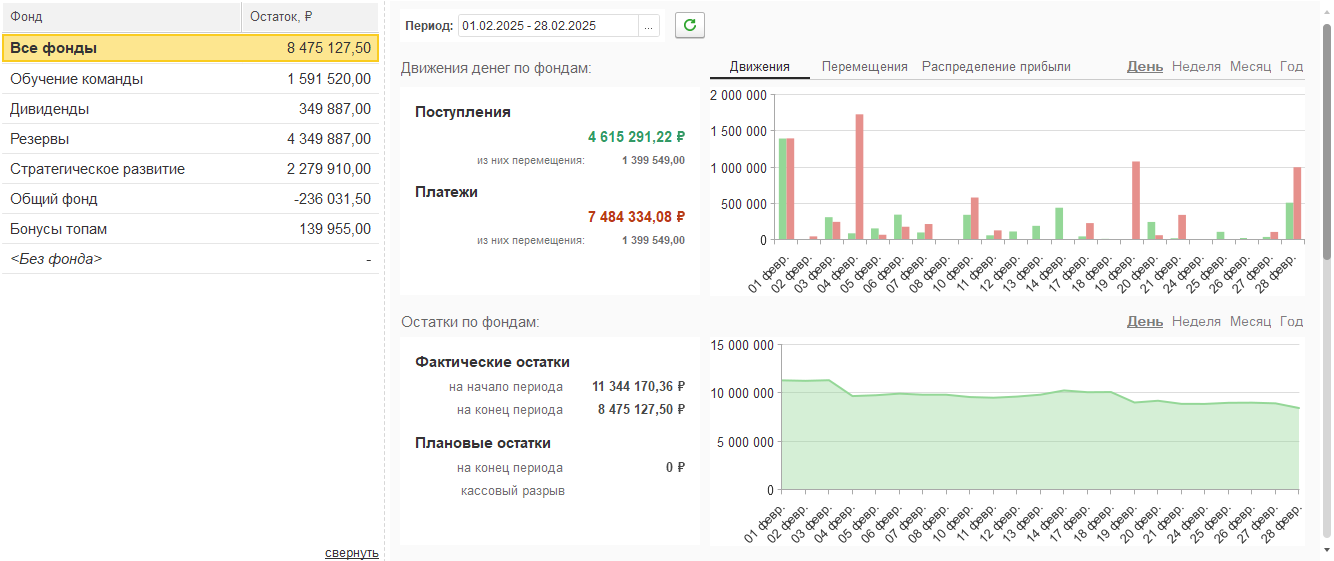 Фонд Остаток, ₽
Все фонды 8 475 127,50
Обучение команды 1 591 520,00
Дивиденды 349 887,00
Резервы 4 349 887,00
Стратегическое развитие 2 279 910,00
Общий фонд -236 031,50
Бонусы топам 139 955,00
<Без фонда> -
свернуть
Период: 01.02.2025 - 28.02.2025 ...
Движения денег по фондам:
Движения Перемещения Распределение прибыли День Неделя Месяц Год
Поступления
4 615 291,22 ₽
из них перемещения: 1 399 549,00
Платежи
7 484 334,08 ₽
из них перемещения: 1 399 549,00
2 000 000
1 500 000
1 000 000
500 000
0
01 февр. 02 февр. 03 февр. 04 февр. 05 февр. 06 февр. 07 февр. 08 февр. 10 февр. 11 февр. 12 февр. 13 февр. 14 февр. 17 февр. 18 февр. 19 февр. 20 февр. 21 февр. 24 февр. 25 февр. 26 февр. 27 февр. 28 февр.
Остатки по фондам:
День Неделя Месяц Год
Фактические остатки
на начало периода 11 344 170,36 ₽
на конец периода 8 475 127,50 ₽
Плановые остатки
на конец периода 0 ₽
кассовый разрыв
15 000 000
10 000 000
5 000 000
0
01 февр. 02 февр. 03 февр. 04 февр. 05 февр. 06 февр. 07 февр. 08 февр. 10 февр. 11 февр. 12 февр. 13 февр. 14 февр. 17 февр. 18 февр. 19 февр. 20 февр. 21 февр. 24 февр. 25 февр. 26 февр. 27 февр. 28 февр.